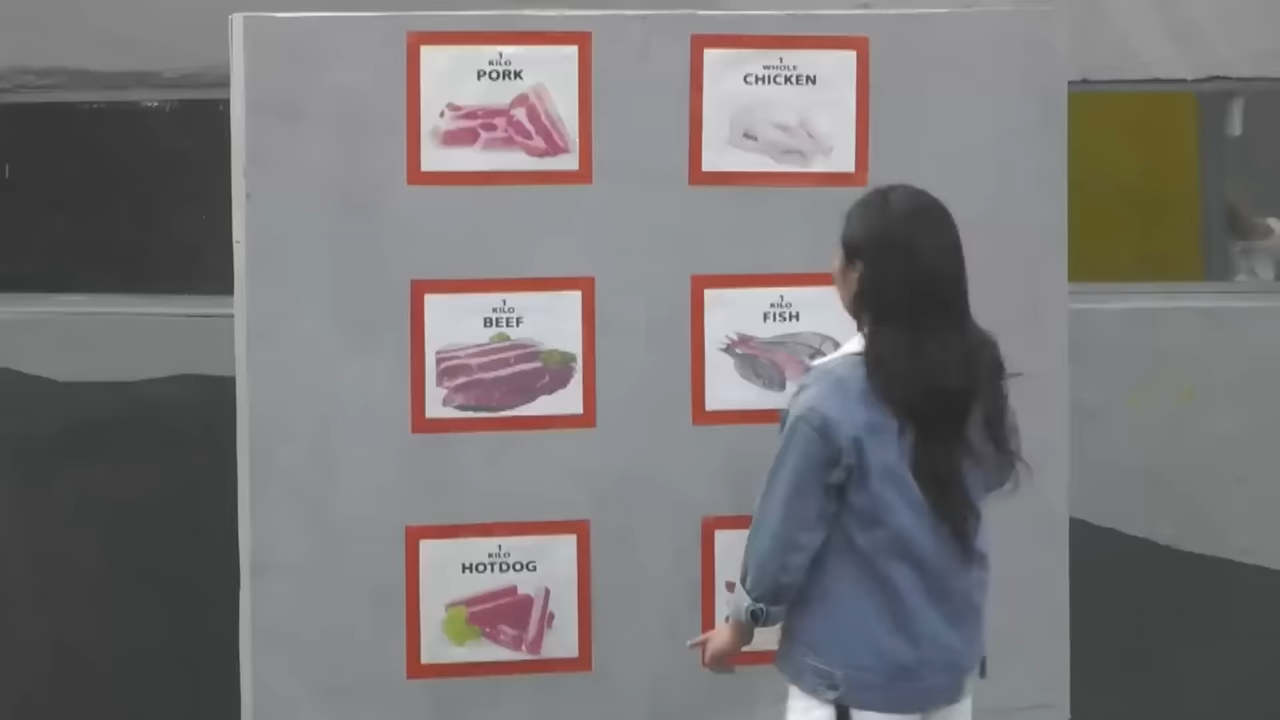 1
KILO
PORK
1
WHOLE
CHICKEN
1
KILO
BEEF
1
KILO
FISH
1
KILO
HOTDOG